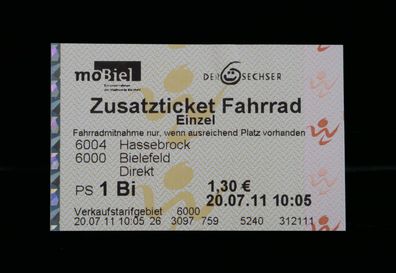 moBiel
DER 6 SECHSER
Zusatzticket Fahrrad
Einzel
Fahrradmitnahme nur, wenn ausreichend Platz vorhanden
6004 Hassebrock
6000 Bielefeld
Direkt
PS 1 Bi 1,30 €
20.07.11 10:05
Verkaufstarifgebiet 6000
20.07.11 10:05 26 3097 759 5240 312111